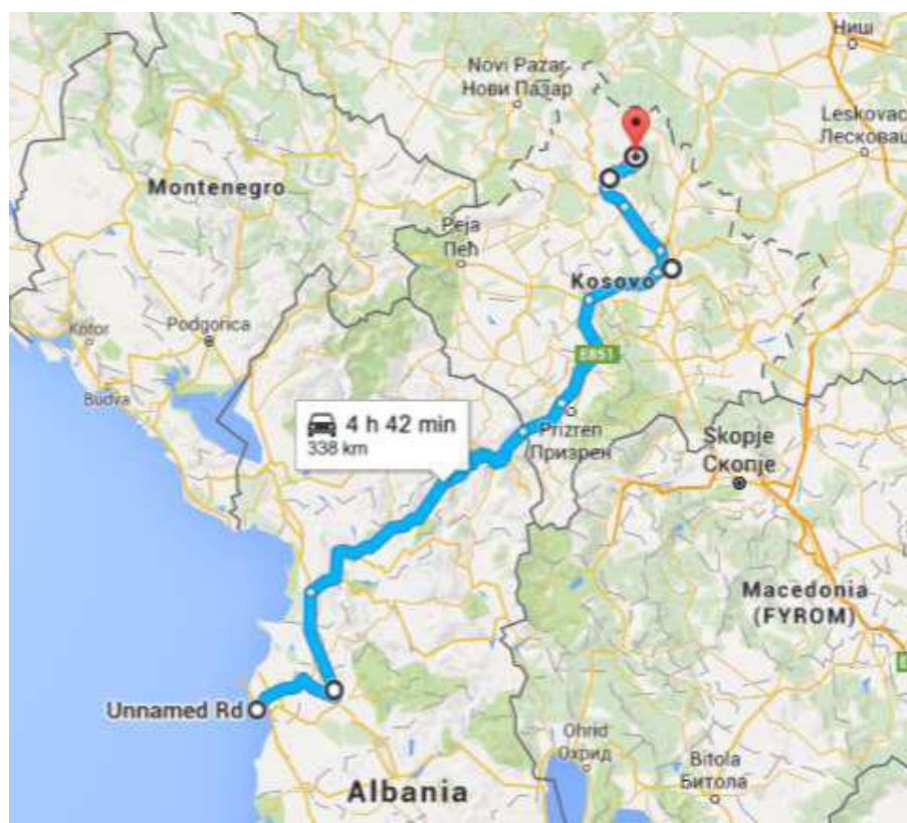 Ниш
Novi Pazar
Нови Пазар
Leskovac
Лесковац
Montenegro
Peja
Пећ
Kosovo
Kotor
Podgorica
E851
Budva
4 h 42 min
338 km
Prizren
Призрен
Skopje
Скопје
Macedonia
(FYROM)
Unnamed Rd
Ohrid
Охрид
Bitola
Битола
Albania